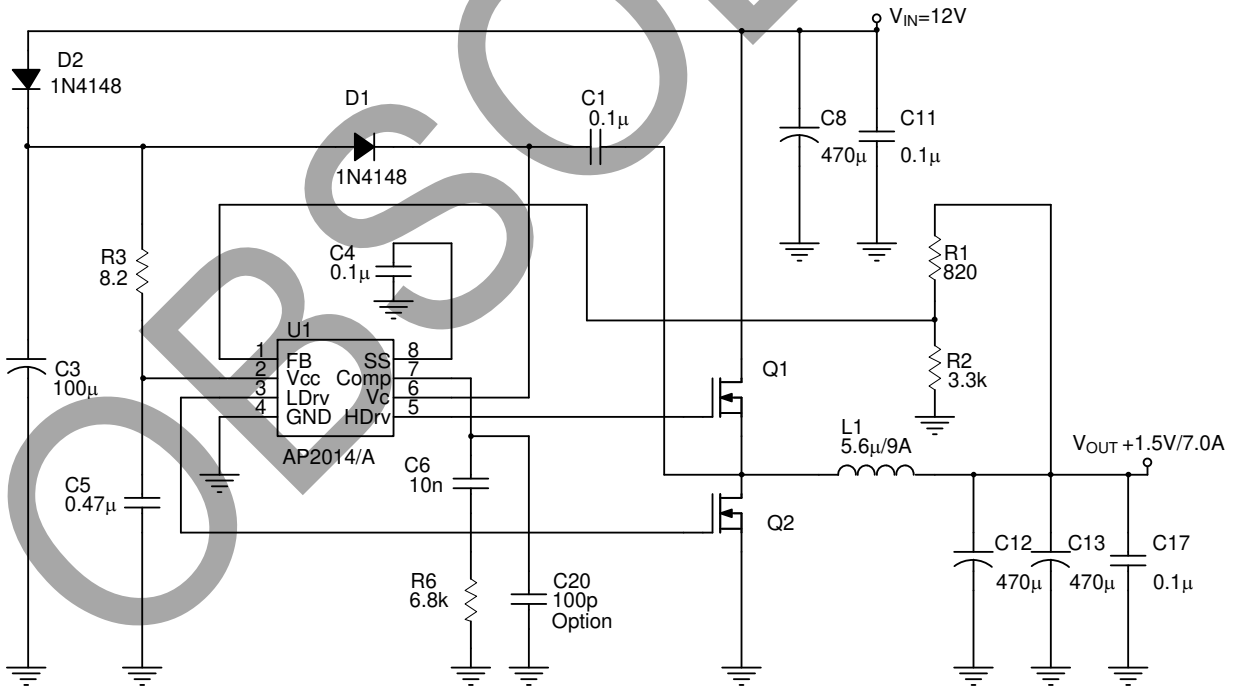 V_IN=12V
D2
1N4148
D1
1N4148
C1
0.1µ
C8
470µ
C11
0.1µ
R3
8.2
C4
0.1µ
R1
820
U1
1 FB SS 8
2 Vcc Comp 7
3 LDrv Vc 6
4 GND HDrv 5
AP2014/A
C3
100µ
R2
3.3k
Q1
L1
5.6µ/9A
V_OUT +1.5V/7.0A
C5
0.47µ
C6
10n
Q2
C12
470µ
C13
470µ
C17
0.1µ
R6
6.8k
C20
100p
Option
OBSOL